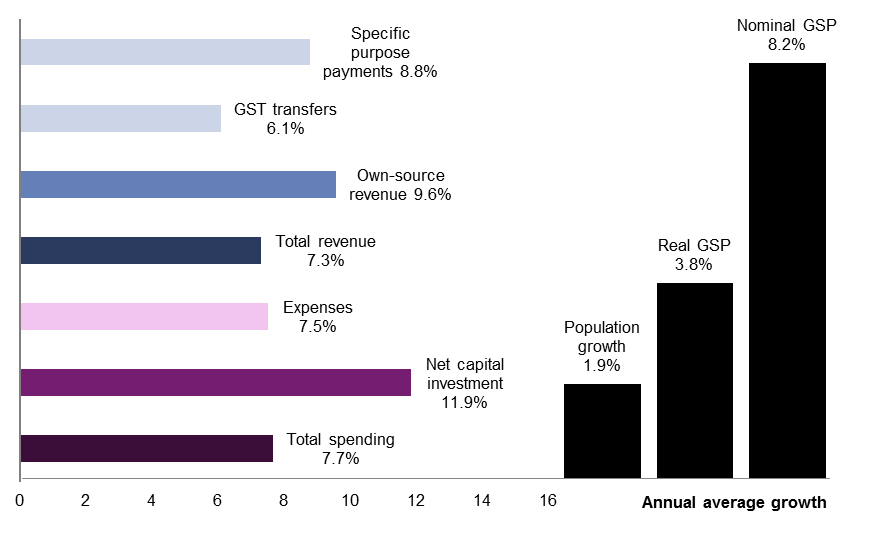 Specific
purpose
payments 8.8%
GST transfers
6.1%
Own-source
revenue 9.6%
Total revenue
7.3%
Expenses
7.5%
Net capital
investment
11.9%
Total spending
7.7%
Population
growth
1.9%
Real GSP
3.8%
Nominal GSP
8.2%
0 2 4 6 8 10 12 14 16
Annual average growth